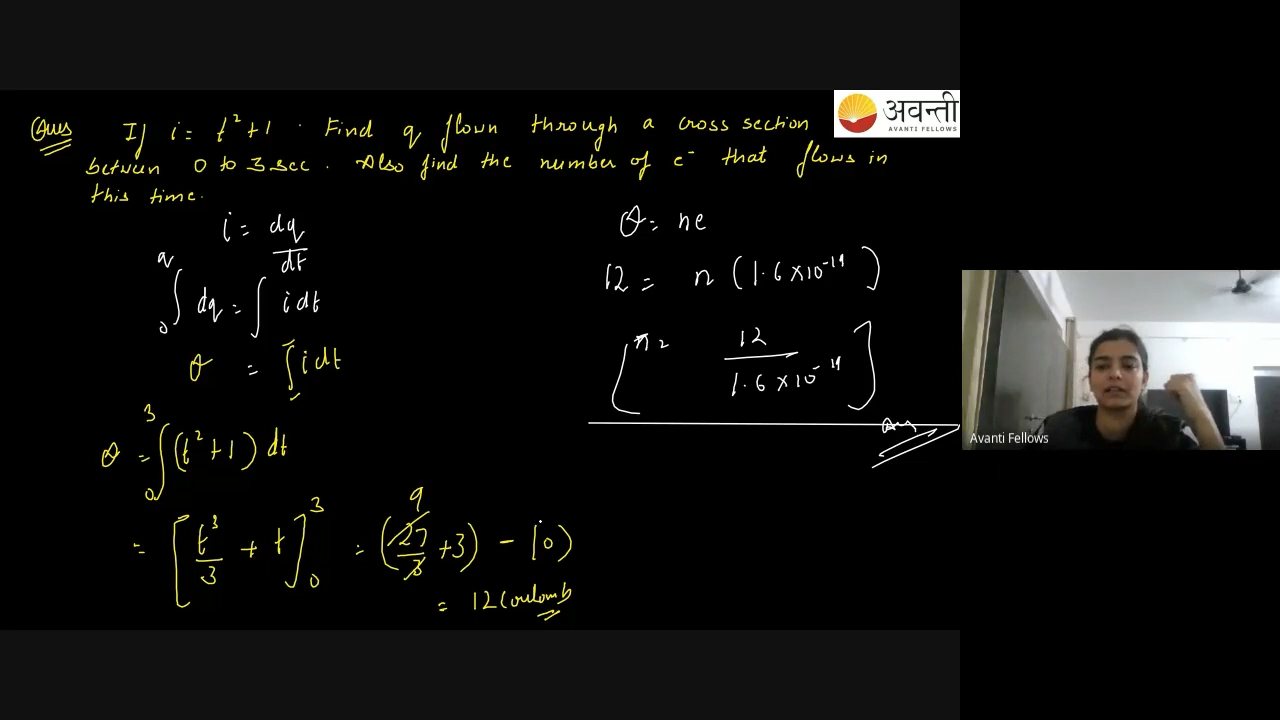 Ques If i = t² + 1 . Find q flown through a cross section
between 0 to 3 sec . Also find the number of e⁻ that flows in
this time.
अवन्ती
AVANTI FELLOWS
i = dq/dt
∫₀^q dq = ∫ i dt
Q = ∫ i dt
Q = ∫₀³ (t² + 1) dt
= [t³/3 + t]₀³ = (27/3 + 3) - (0)
9
= 12 Coulomb
Q = ne
12 = n (1.6 × 10⁻¹⁹)
[n = 12/1.6 × 10⁻¹⁹]
Ans
Avanti Fellows